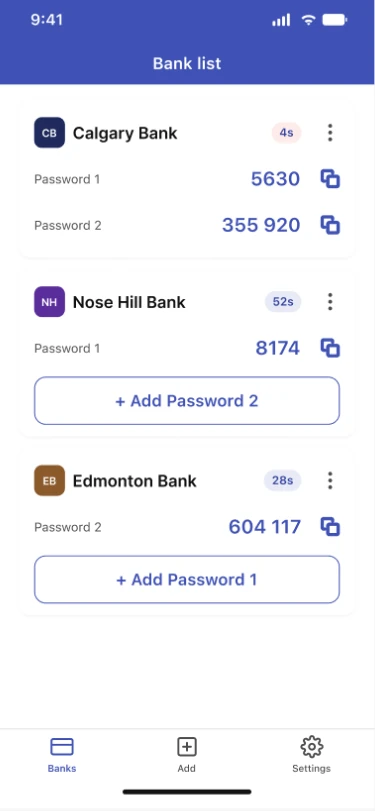 9:41
Bank list
CB Calgary Bank 4s
Password 1 5630
Password 2 355 920
NH Nose Hill Bank 52s
Password 1 8174
+ Add Password 2
EB Edmonton Bank 28s
Password 2 604 117
+ Add Password 1
Banks Add Settings